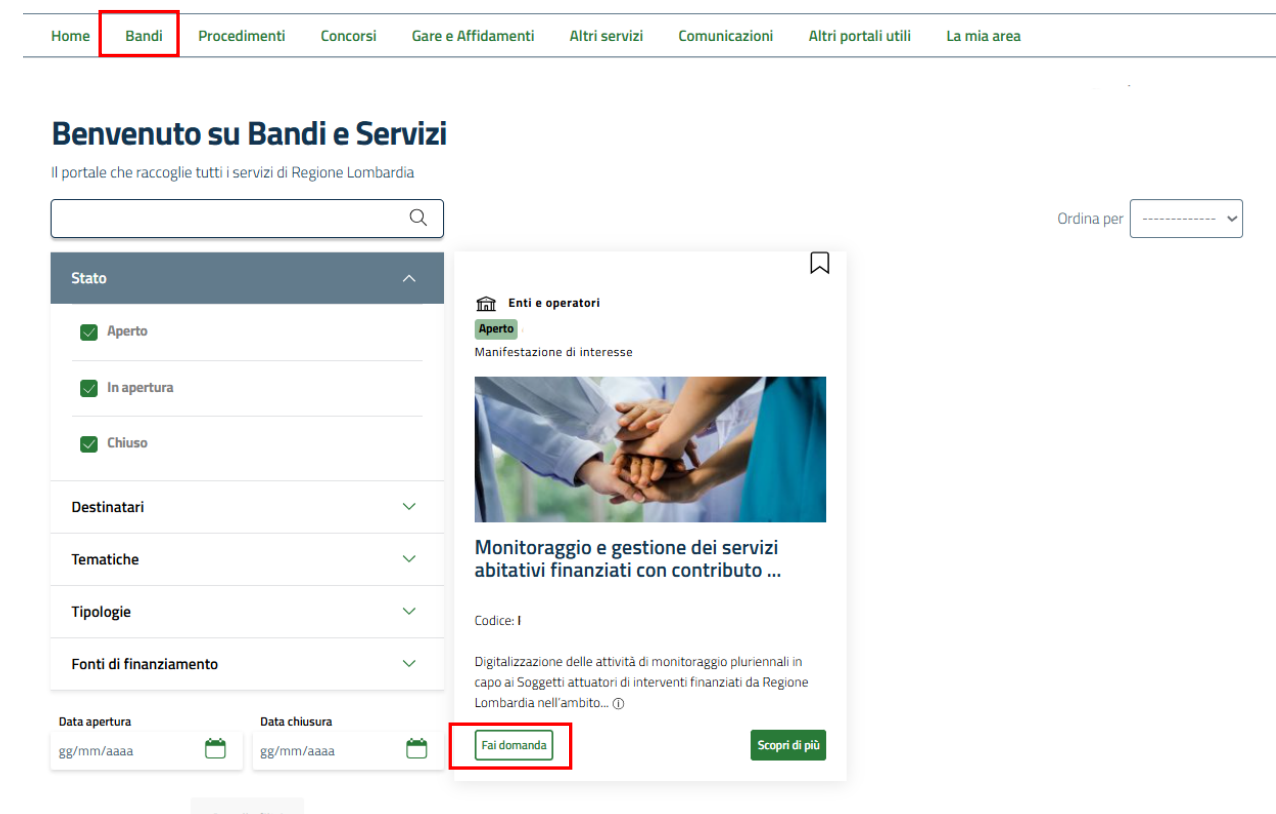 Home Bandi Procedimenti Concorsi Gare e Affidamenti Altri servizi Comunicazioni Altri portali utili La mia area
Benvenuto su Bandi e Servizi
Il portale che raccoglie tutti i servizi di Regione Lombardia
Ordina per -------------
Stato
Aperto
In apertura
Chiuso
Destinatari
Tematiche
Tipologie
Fonti di finanziamento
Data apertura Data chiusura
gg/mm/aaaa gg/mm/aaaa
Enti e operatori
Aperto
Manifestazione di interesse
Monitoraggio e gestione dei servizi
abitativi finanziati con contributo ...
Codice:
Digitalizzazione delle attività di monitoraggio pluriennali in
capo ai Soggetti attuatori di interventi finanziati da Regione
Lombardia nell'ambito...
Fai domanda Scopri di più